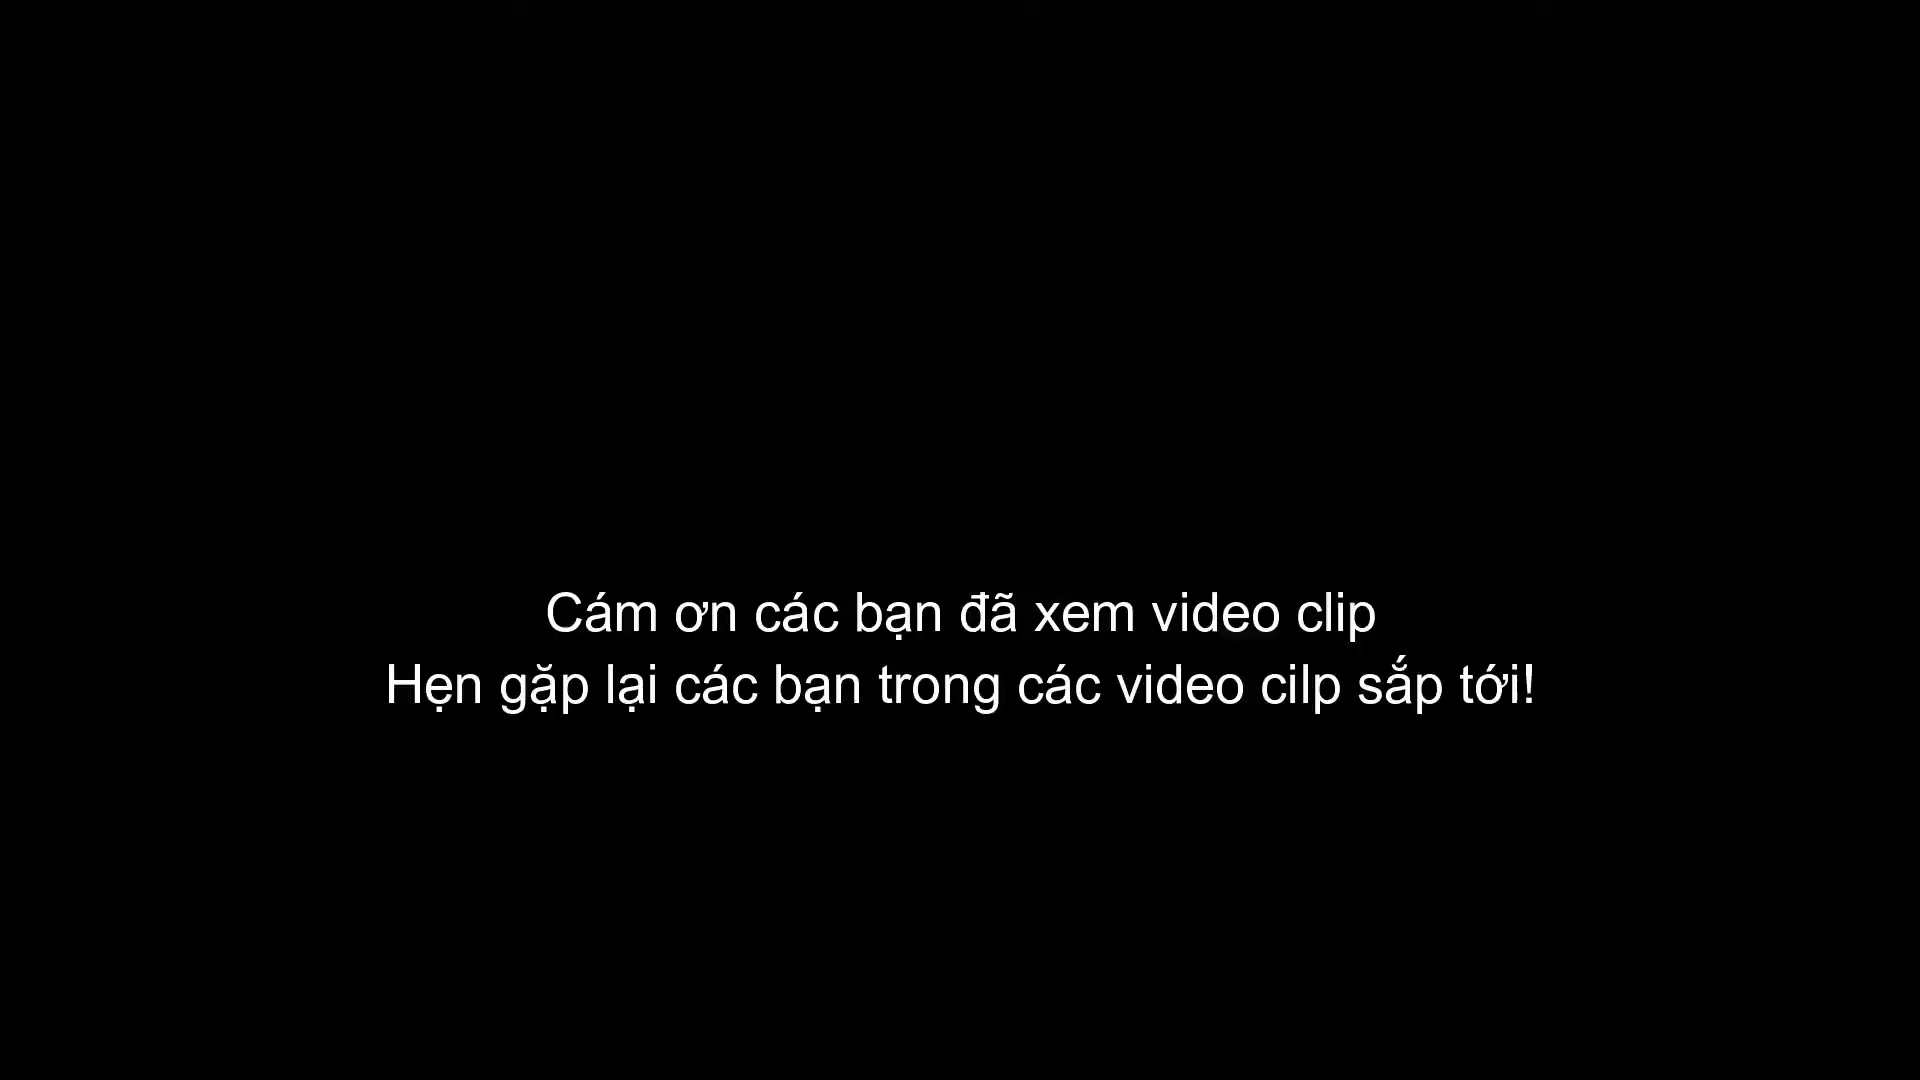 Cám ơn các bạn đã xem video clip
Hẹn gặp lại các bạn trong các video cilp sắp tới!